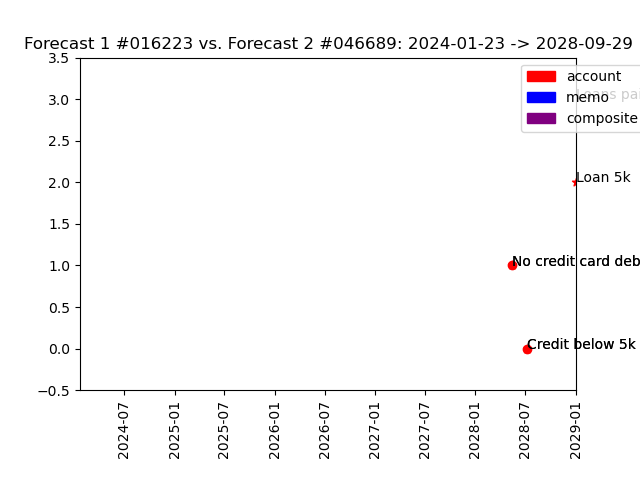 Forecast 1 #016223 vs. Forecast 2 #046689: 2024-01-23 -> 2028-09-29
3.5
account
3.0
Loans pai
memo
composite
2.5
2.0
Loan 5k
1.5
1.0
No credit card deb
0.5
0.0
Credit below 5k
−0.5
2024-07
2025-01
2025-07
2026-01
2026-07
2027-01
2027-07
2028-01
2028-07
2029-01